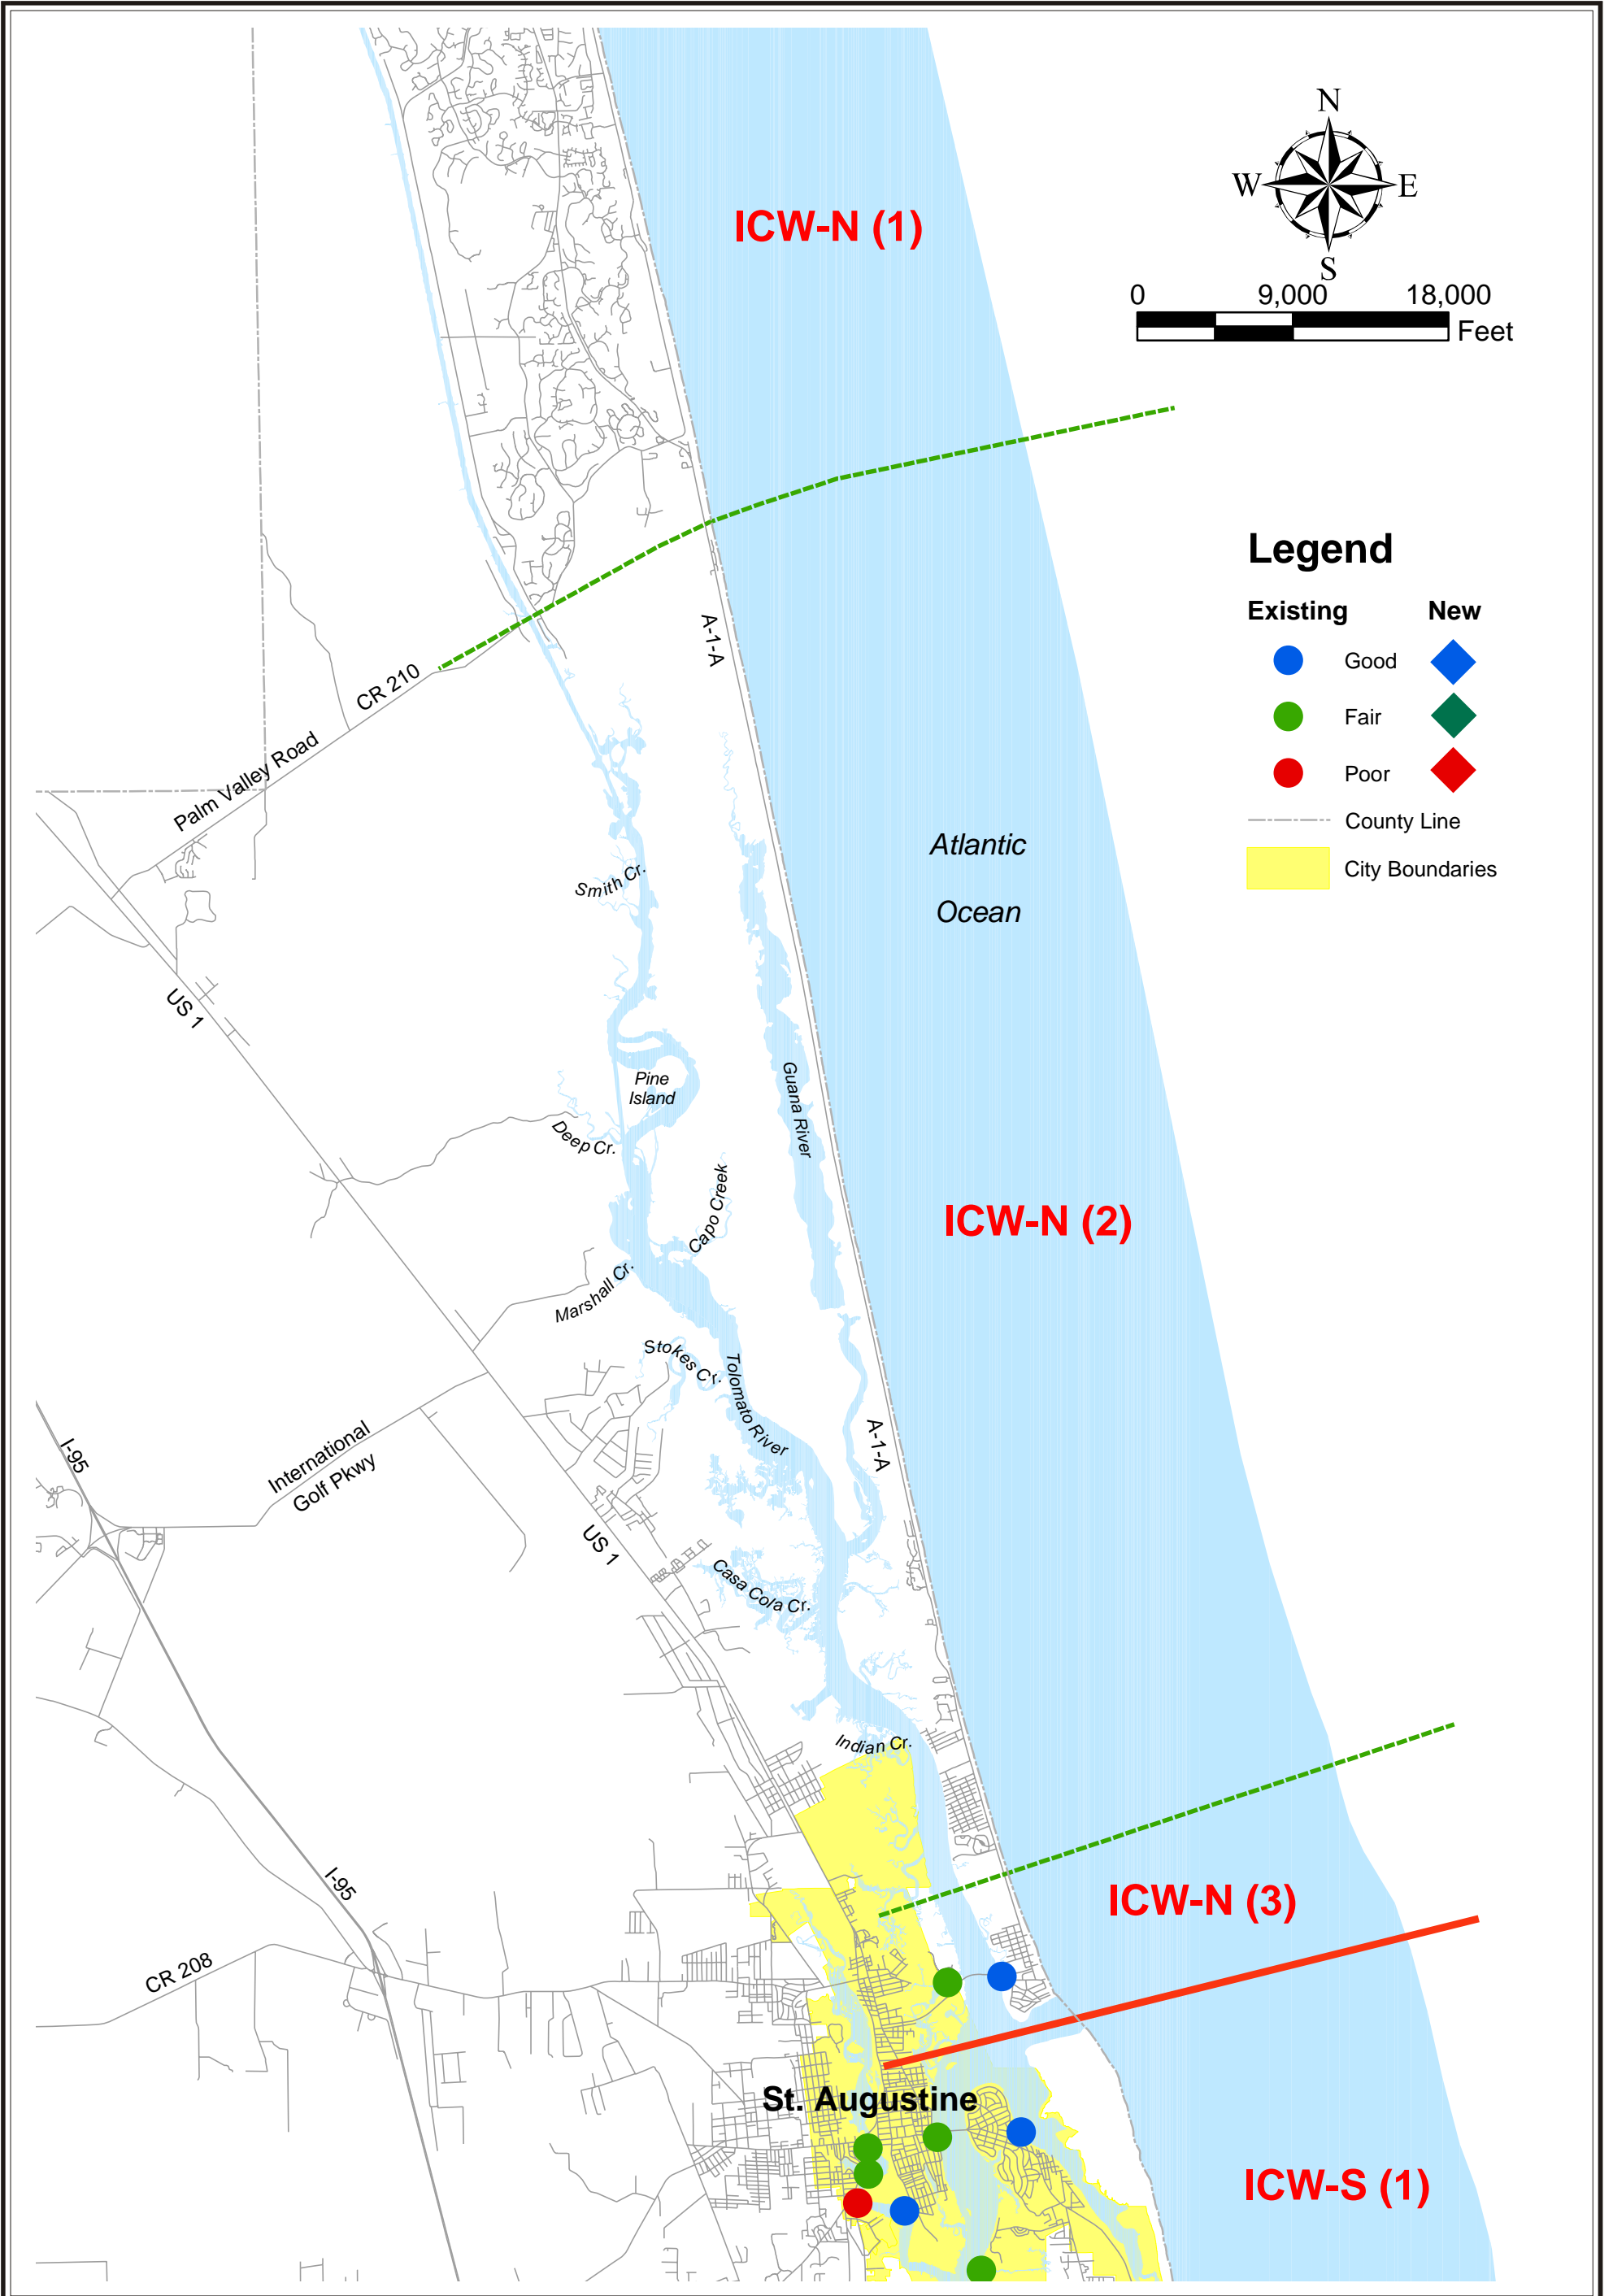 N
W
E
S
ICW-N (1)
0 9,000 18,000
Feet
Legend
Existing New
Good
Fair
Poor
County Line
City Boundaries
A-1-A
CR 210
Palm Valley Road
Atlantic
Ocean
Smith Cr.
US 1
Pine
Island
Guana River
Deep Cr.
Capo Creek
ICW-N (2)
Marshall Cr.
Stokes Cr.
Tolomato River
A-1-A
I-95
International
Golf Pkwy
US 1
Casa Cola Cr.
Indian Cr.
I-95
ICW-N (3)
CR 208
St. Augustine
ICW-S (1)